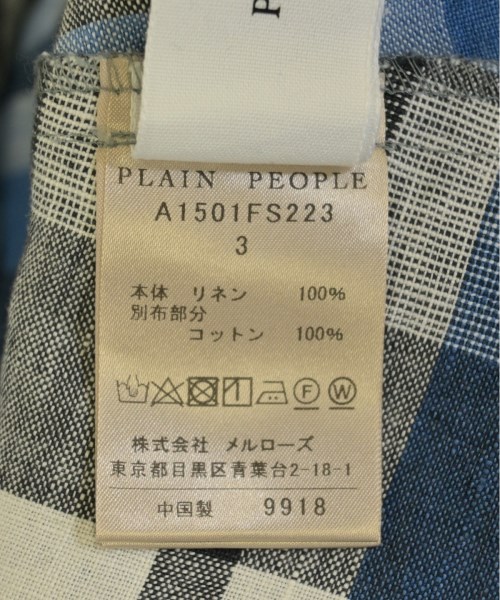 P
PLAIN PEOPLE
A1501FS223
3
本体 リネン 100%
別布部分
コットン 100%
F W
株式会社 メルローズ
東京都目黒区青葉台2-18-1
中国製 9918